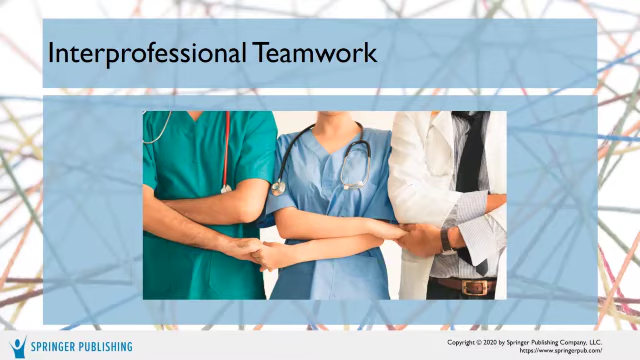 Interprofessional Teamwork
SPRINGER PUBLISHING
Copyright © 2020 by Springer Publishing Company, LLC.
https://www.springerpub.com/